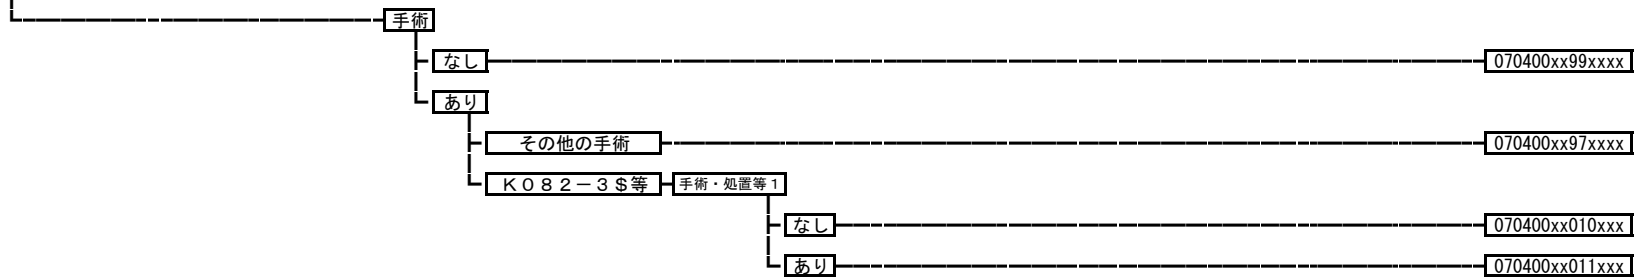 手術
なし 070400xx99xxxx
あり
その他の手術 070400xx97xxxx
K082-3$等 手術・処置等1
なし 070400xx010xxx
あり 070400xx011xxx